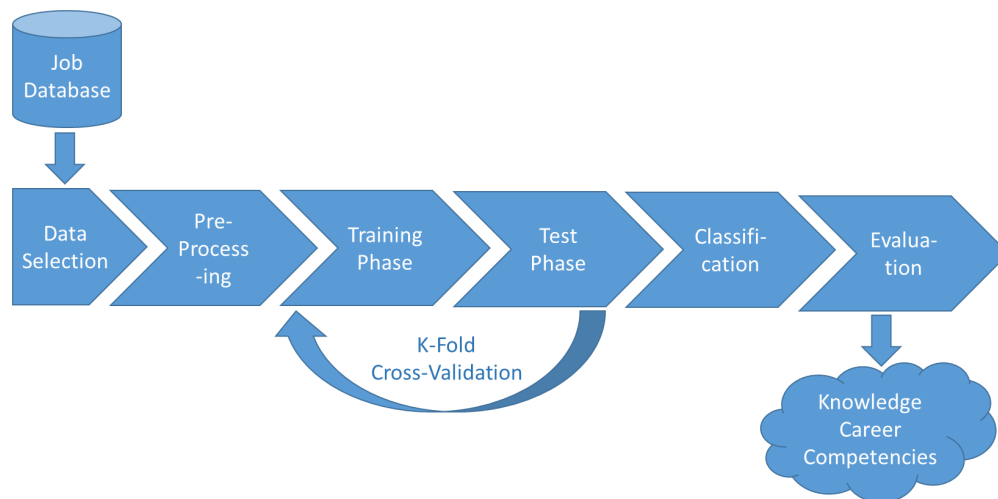 Job
Database
Data
Selection
Pre-
Process
-ing
Training
Phase
Test
Phase
Classifi-
cation
Evalua-
tion
K-Fold
Cross-Validation
Knowledge
Career
Competencies